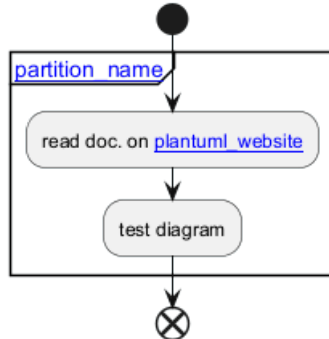 partition_name
read doc. on plantuml_website
test diagram